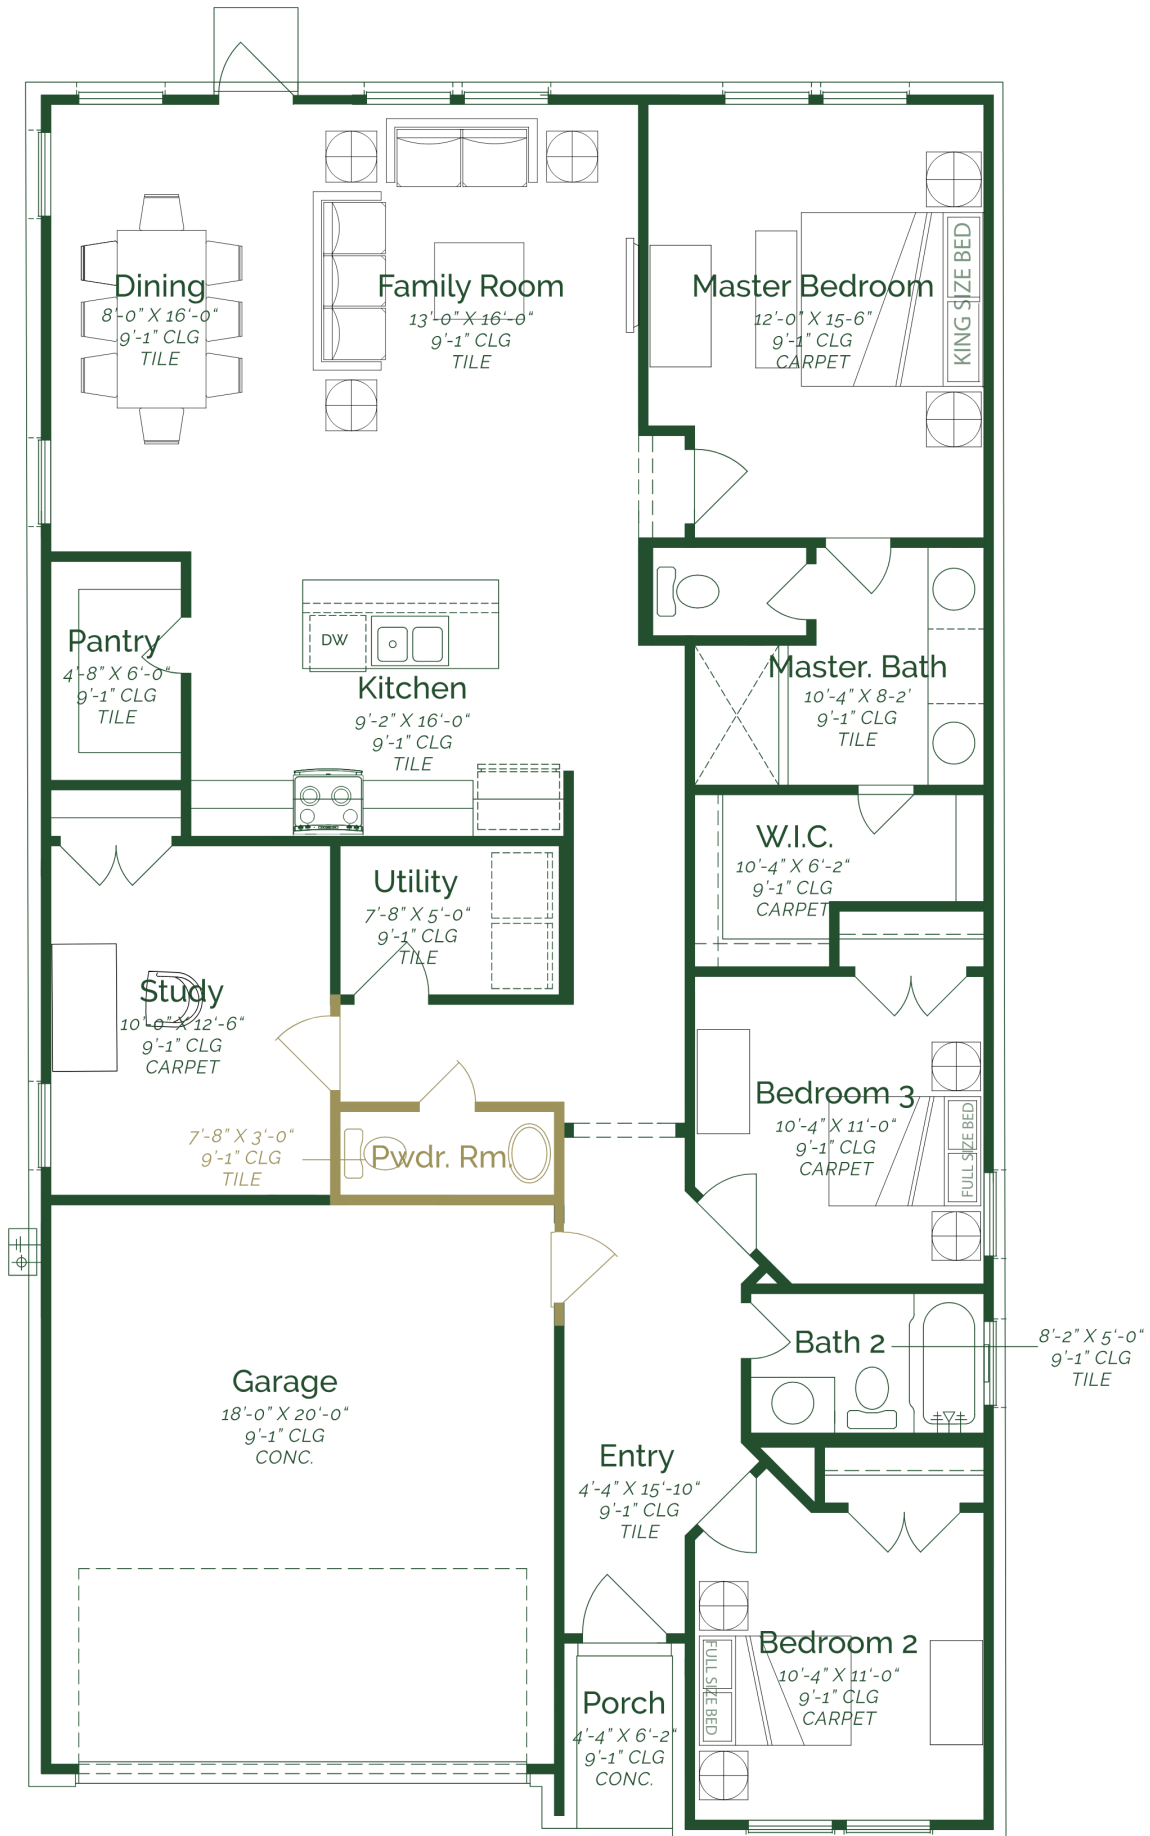 Dining
8'-0" X 16'-0"
9'-1" CLG
TILE
Family Room
13'-0" X 16'-0"
9'-1" CLG
TILE
Master Bedroom
12'-0" X 15-6"
9'-1" CLG
CARPET
KING SIZE BED
Pantry
4'-8" X 6'-0"
9'-1" CLG
TILE
DW
Kitchen
9'-2" X 16'-0"
9'-1" CLG
TILE
Master. Bath
10'-4" X 8-2'
9'-1" CLG
TILE
W.I.C.
10'-4" X 6'-2"
9'-1" CLG
CARPET
Utility
7'-8" X 5'-0"
9'-1" CLG
TILE
Study
10'-0" X 12'-6"
9'-1" CLG
CARPET
Bedroom 3
10'-4" X 11'-0"
9'-1" CLG
CARPET
FULL SIZE BED
7'-8" X 3'-0"
9'-1" CLG
TILE
Pwdr. Rm.
Bath 2
8'-2" X 5'-0"
9'-1" CLG
TILE
Garage
18'-0" X 20'-0"
9'-1" CLG
CONC.
Entry
4'-4" X 15'-10"
9'-1" CLG
TILE
Bedroom 2
10'-4" X 11'-0"
9'-1" CLG
CARPET
FULL SIZE BED
Porch
4'-4" X 6'-2"
9'-1" CLG
CONC.